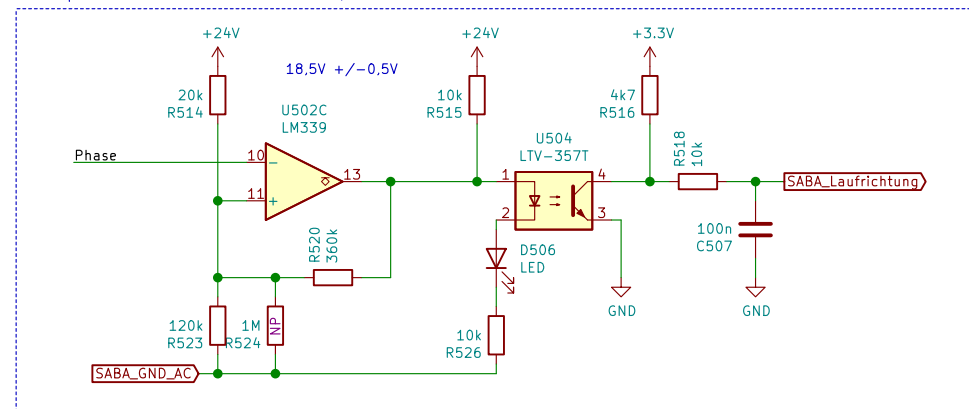 +24V
+24V
+3.3V
18,5V +/-0,5V
20k
R514
10k
R515
4k7
R516
U502C
LM339
U504
LTV-357T
R518
10k
Phase
10
-
13
11
+
1
4
2
3
SABA_Laufrichtung
R520
360k
D506
LED
100n
C507
GND
GND
120k
R523
1M
R524
NP
10k
R526
SABA_GND_AC